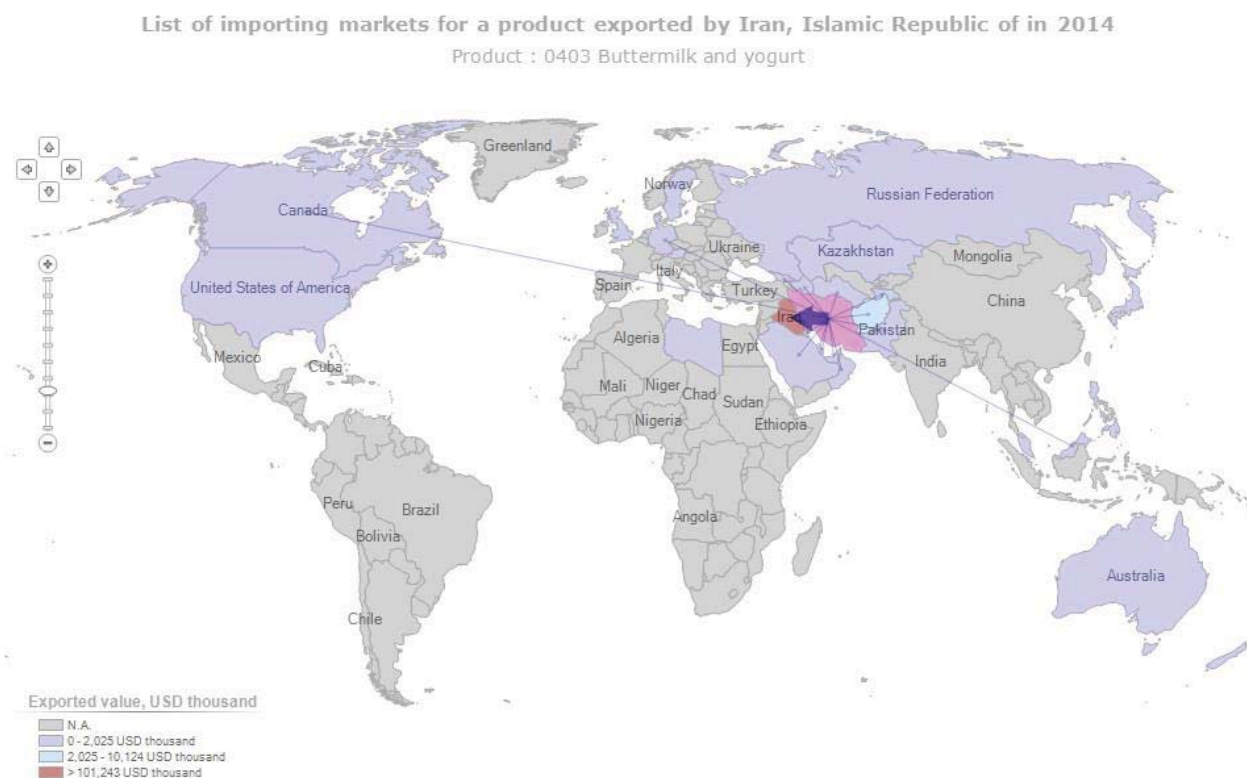 List of importing markets for a product exported by Iran, Islamic Republic of in 2014
Product : 0403 Buttermilk and yogurt
Greenland
Norway
Russian Federation
Canada
Ukraine
Kazakhstan
Mongolia
Italy
Spain
Turkey
United States of America
China
Iraq
Pakistan
Algeria
Egypt
Mexico
Cuba
India
Mali
Niger
Chad
Sudan
Nigeria
Ethiopia
Peru
Brazil
Angola
Bolivia
Australia
Chile
Exported value, USD thousand
N.A.
0 - 2,025 USD thousand
2,025 - 10,124 USD thousand
> 101,243 USD thousand